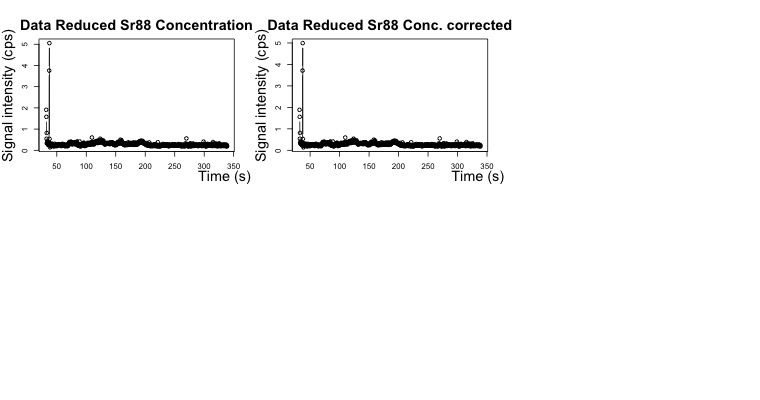 Data Reduced Sr88 Concentration
Signal intensity (cps)
5
4
3
2
1
0
50 100 150 200 250 300 350
Time (s)
Data Reduced Sr88 Conc. corrected
Signal intensity (cps)
5
4
3
2
1
0
50 100 150 200 250 300 350
Time (s)